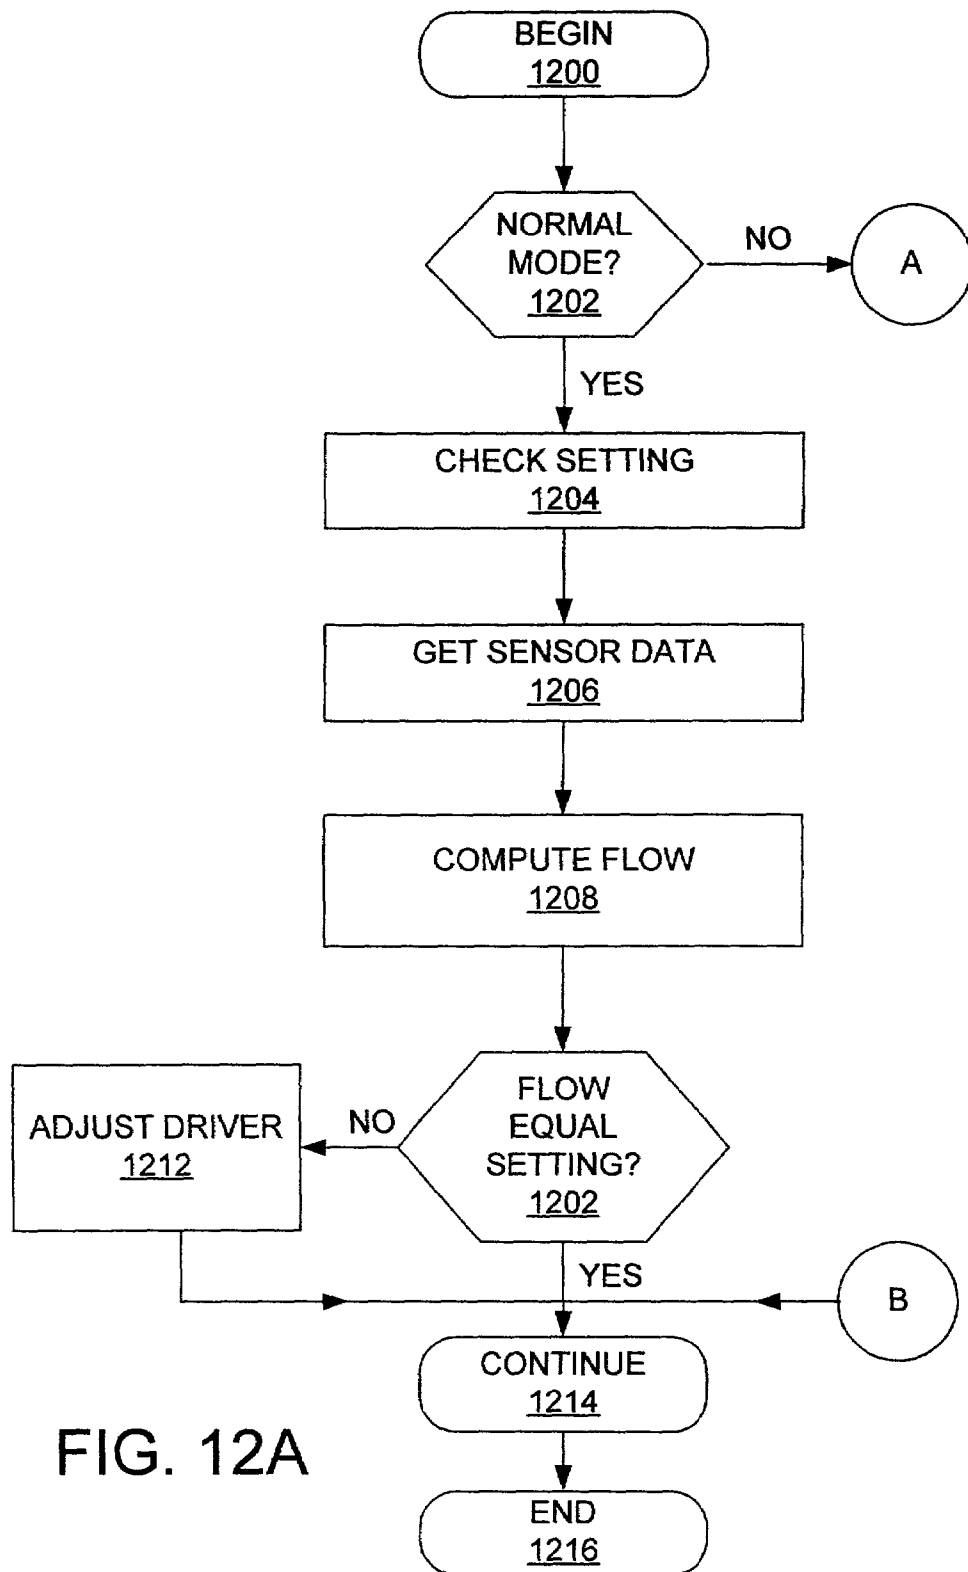 BEGIN
1200
NORMAL
MODE?
1202
NO
A
YES
CHECK SETTING
1204
GET SENSOR DATA
1206
COMPUTE FLOW
1208
FLOW
EQUAL
SETTING?
1202
NO
ADJUST DRIVER
1212
YES
B
CONTINUE
1214
FIG. 12A
END
1216